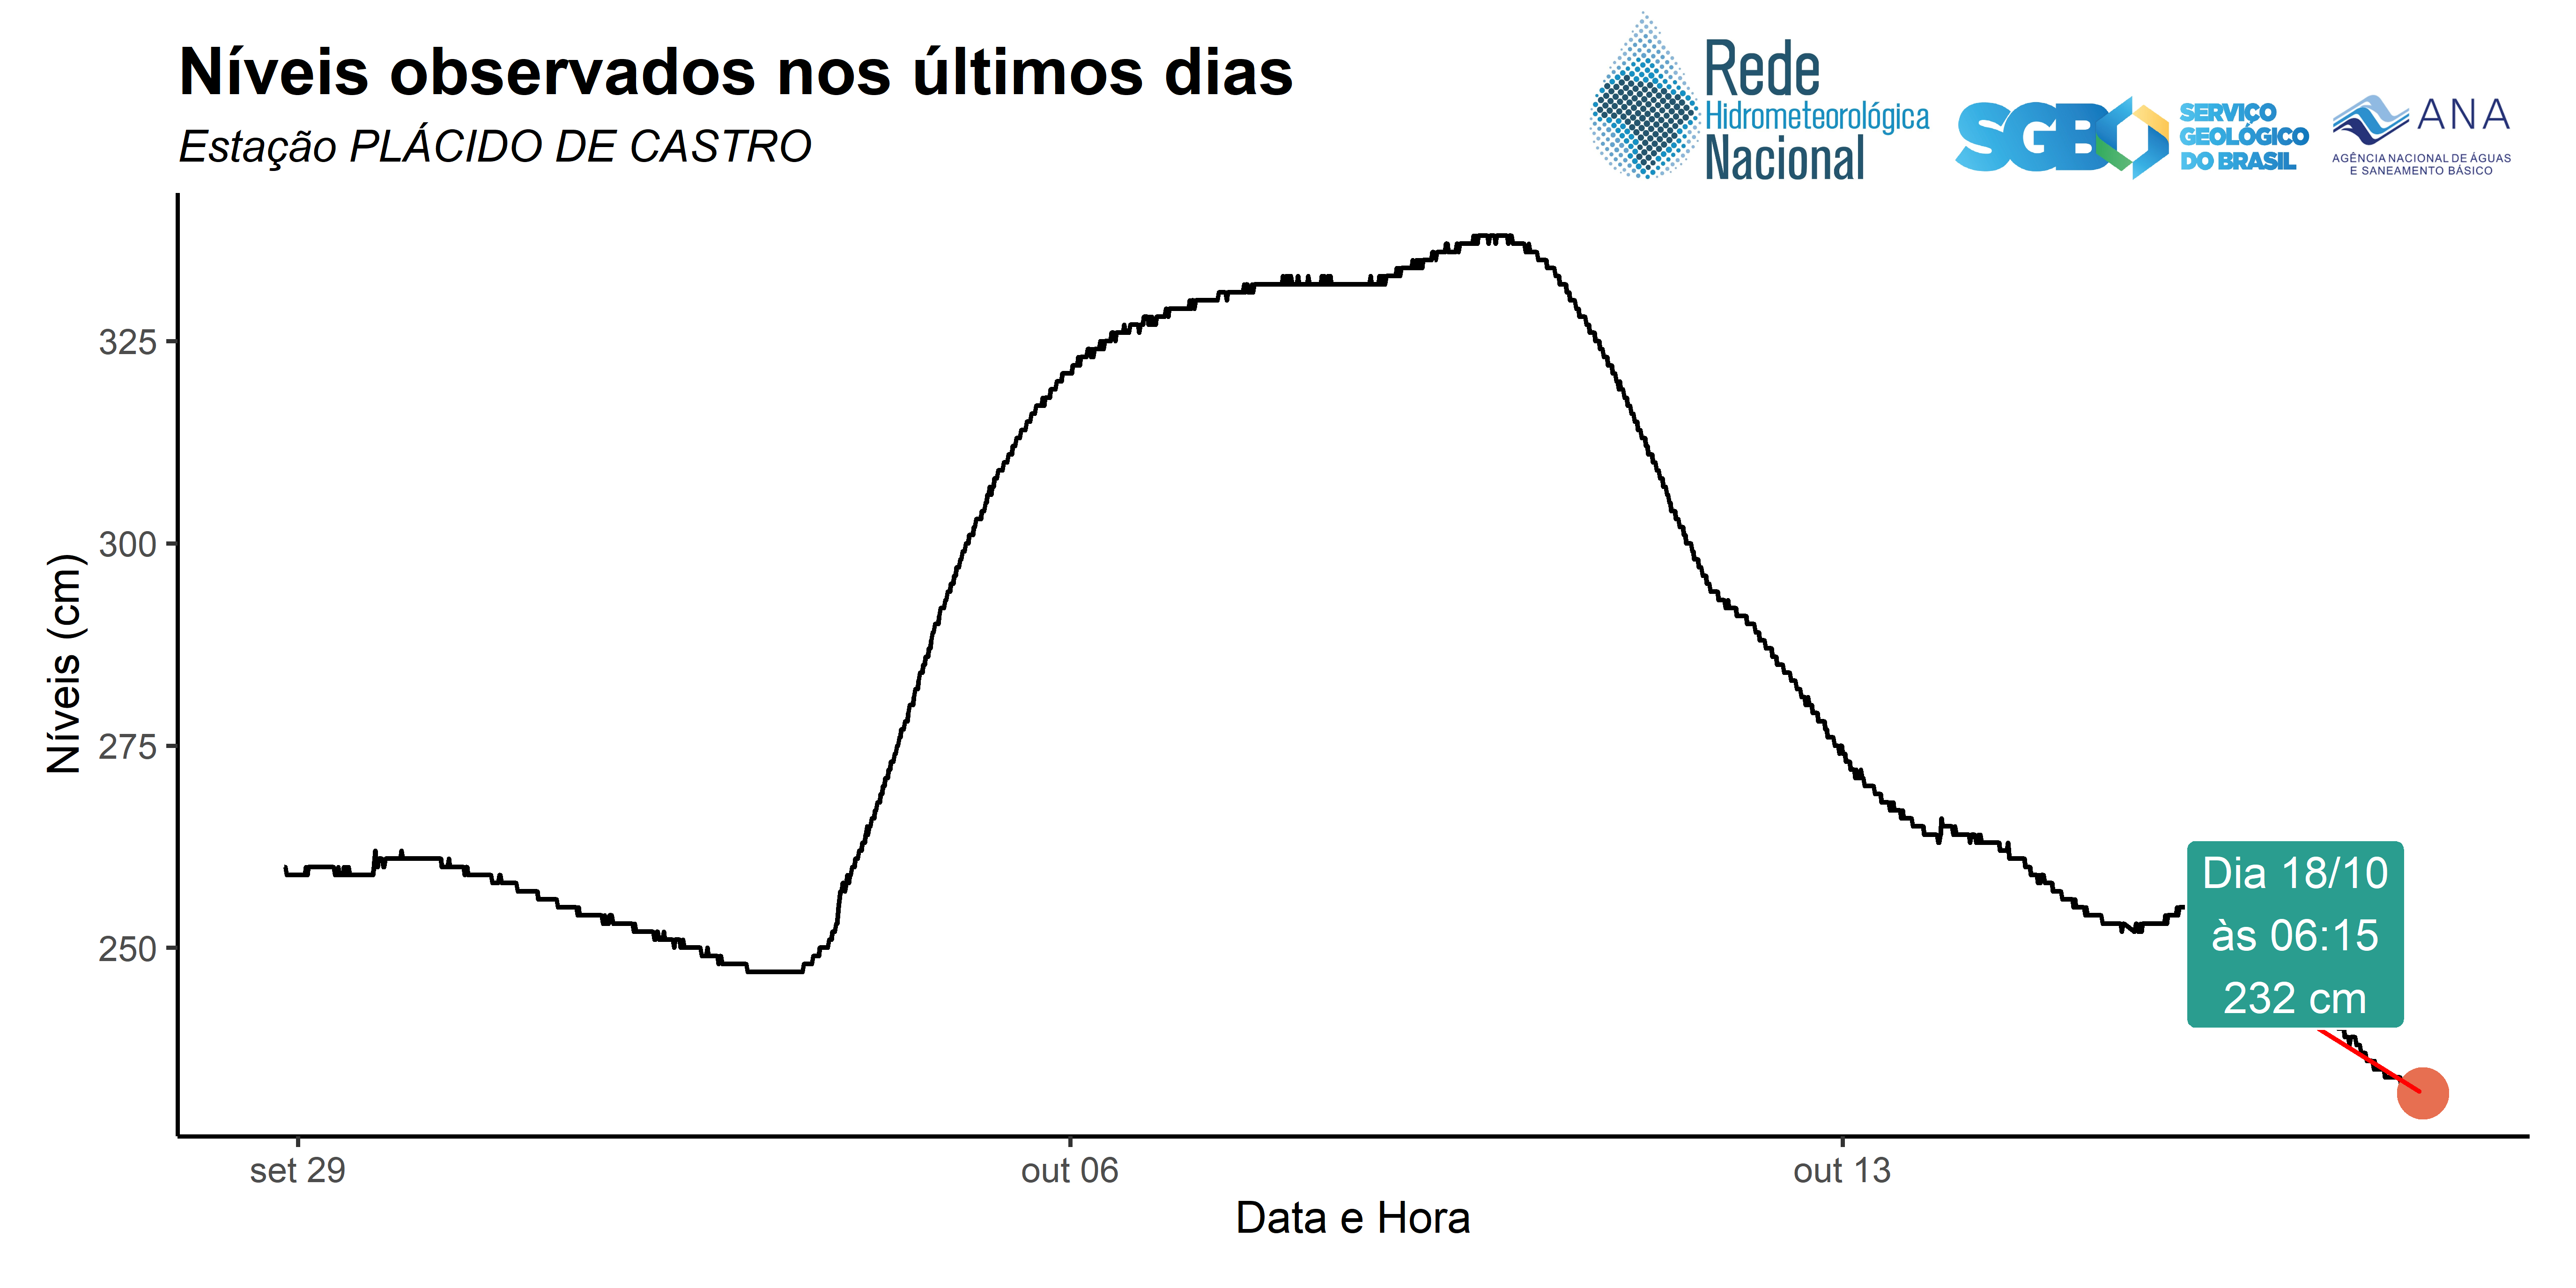 Níveis observados nos últimos dias
Estação PLÁCIDO DE CASTRO
Rede
Hidrometeorológica
Nacional
SGB
SERVIÇO
GEOLÓGICO
DO BRASIL
ANA
AGÊNCIA NACIONAL DE ÁGUAS
E SANEAMENTO BÁSICO
Níveis (cm)
325
300
275
250
Dia 18/10
às 06:15
232 cm
set 29
out 06
out 13
Data e Hora